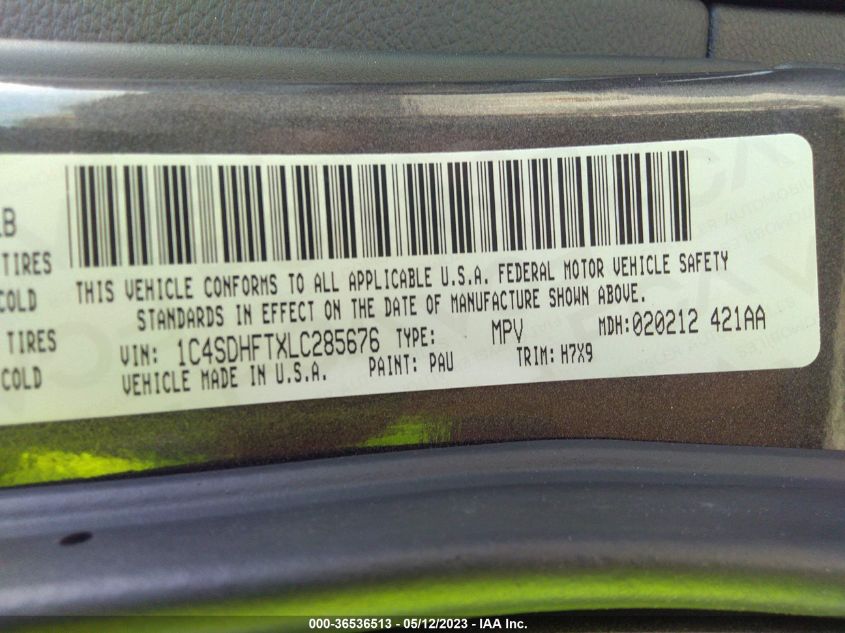 LB
TIRES
COLD
TIRES
COLD
THIS VEHICLE CONFORMS TO ALL APPLICABLE U.S.A. FEDERAL MOTOR VEHICLE SAFETY
STANDARDS IN EFFECT ON THE DATE OF MANUFACTURE SHOWN ABOVE.
VIN: 1C4SDHFTXLC285676 TYPE: MPV MDH:020212 421AA
VEHICLE MADE IN U.S.A. PAINT: PAU TRIM: H7X9
000-36536513 - 05/12/2023 - IAA Inc.